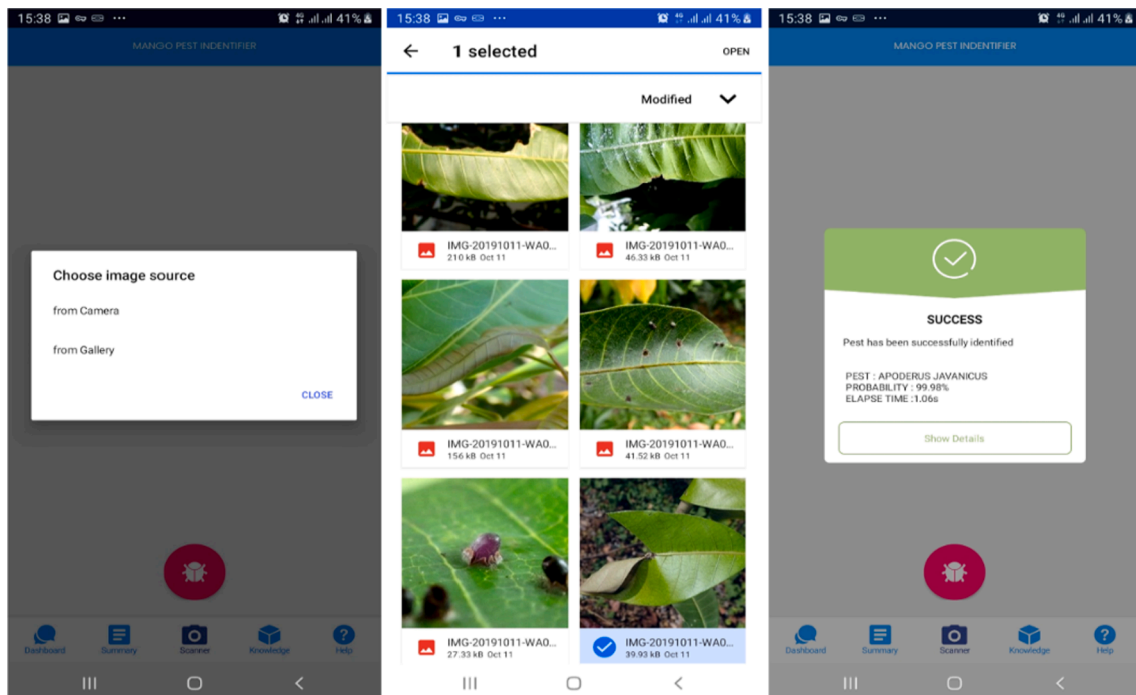 15:38 ... 41%
MANGO PEST INDENTIFIER
Choose image source
from Camera
from Gallery
CLOSE
Dashboard Summary Scanner Knowledge Help
15:38 ... 4G 41%
1 selected OPEN
Modified
IMG-20191011-WA0...
210 kB Oct 11
IMG-20191011-WA0...
46.33 kB Oct 11
IMG-20191011-WA0...
156 kB Oct 11
IMG-20191011-WA0...
41.52 kB Oct 11
IMG-20191011-WA0...
27.33 kB Oct 11
IMG-20191011-WA0...
39.93 kB Oct 11
15:38 ... 4G 41%
MANGO PEST INDENTIFIER
SUCCESS
Pest has been successfully identified
PEST : APODERUS JAVANICUS
PROBABILITY : 99.98%
ELAPSE TIME :1.06s
Show Details
Dashboard Summary Scanner Knowledge Help